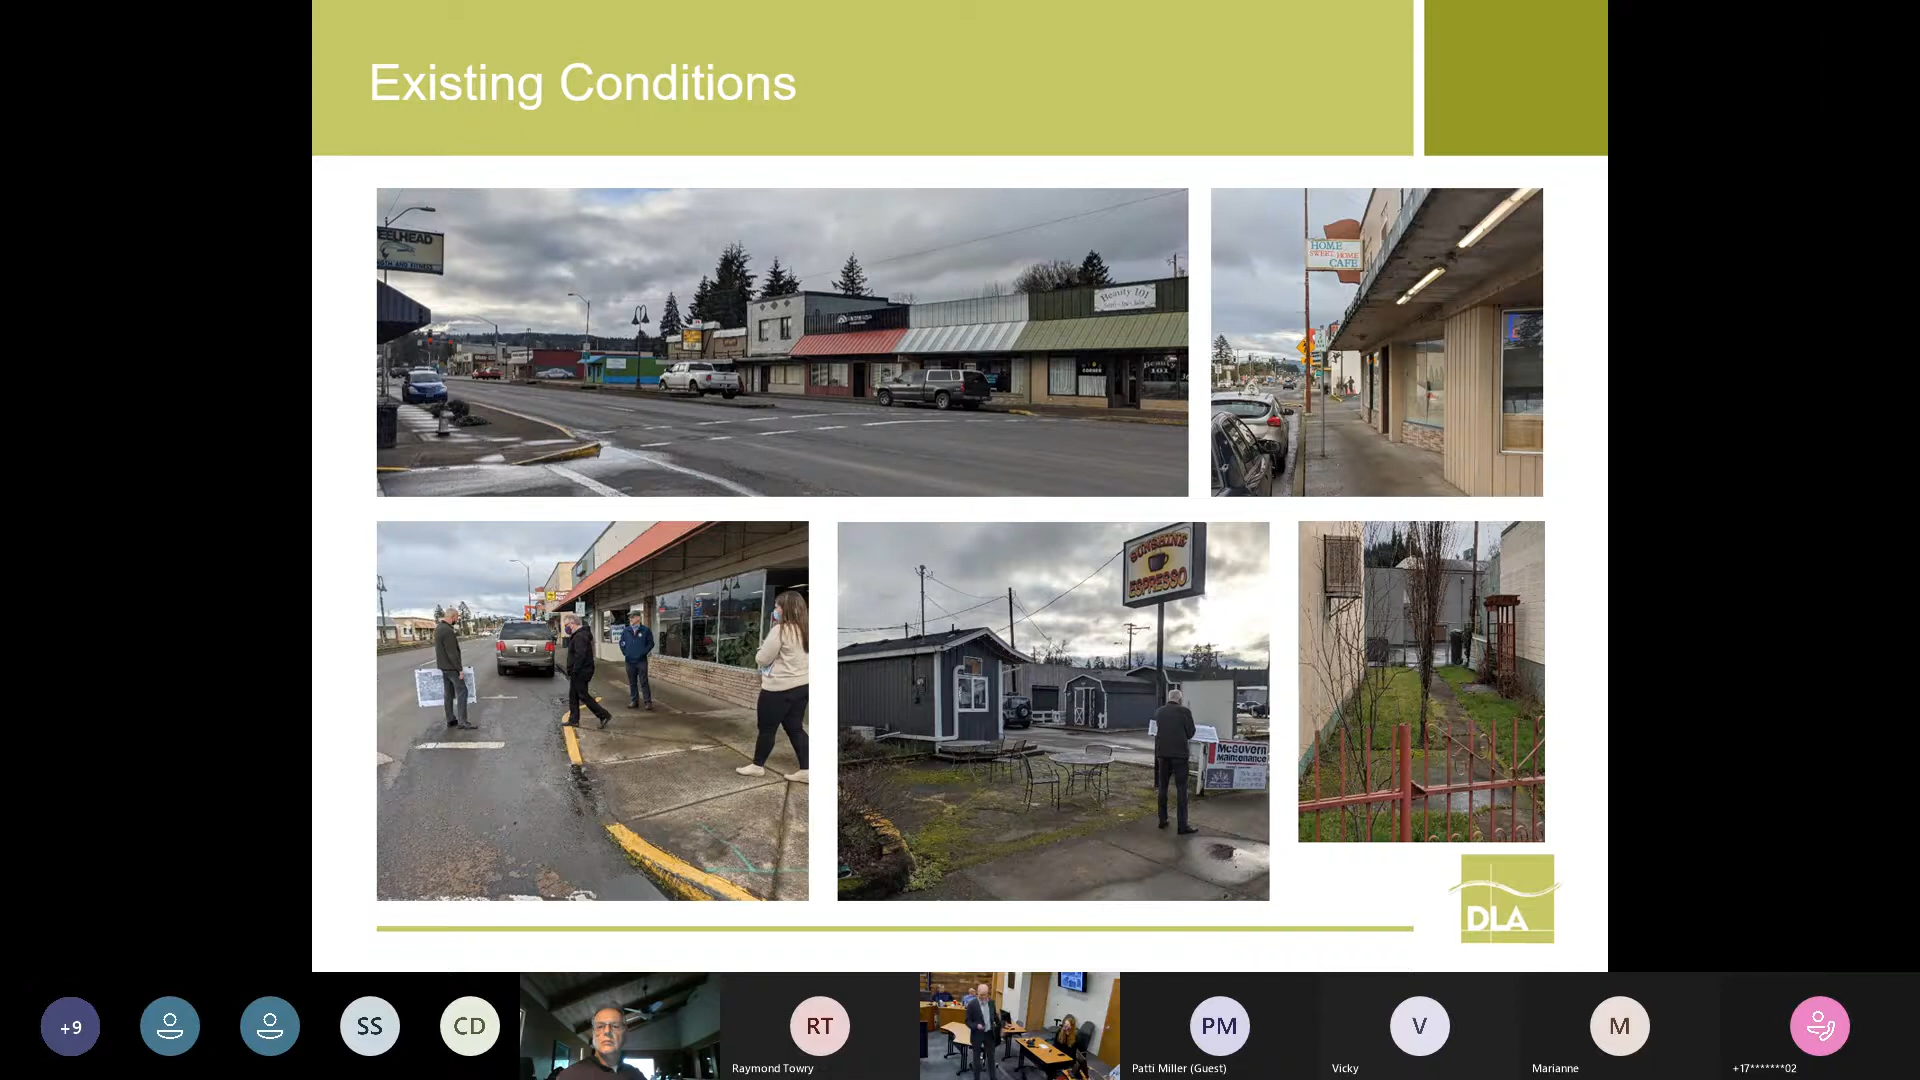 Existing Conditions
EELHEAD
Beauty 101
HOME
SWEET HOME
CAFE
SUNSHINE
ESPRESSO
McGovern
Maintenance
DLA
+9
SS
CD
RT
Raymond Towry
PM
Patti Miller (Guest)
V
Vicky
M
Marianne
+17*******02